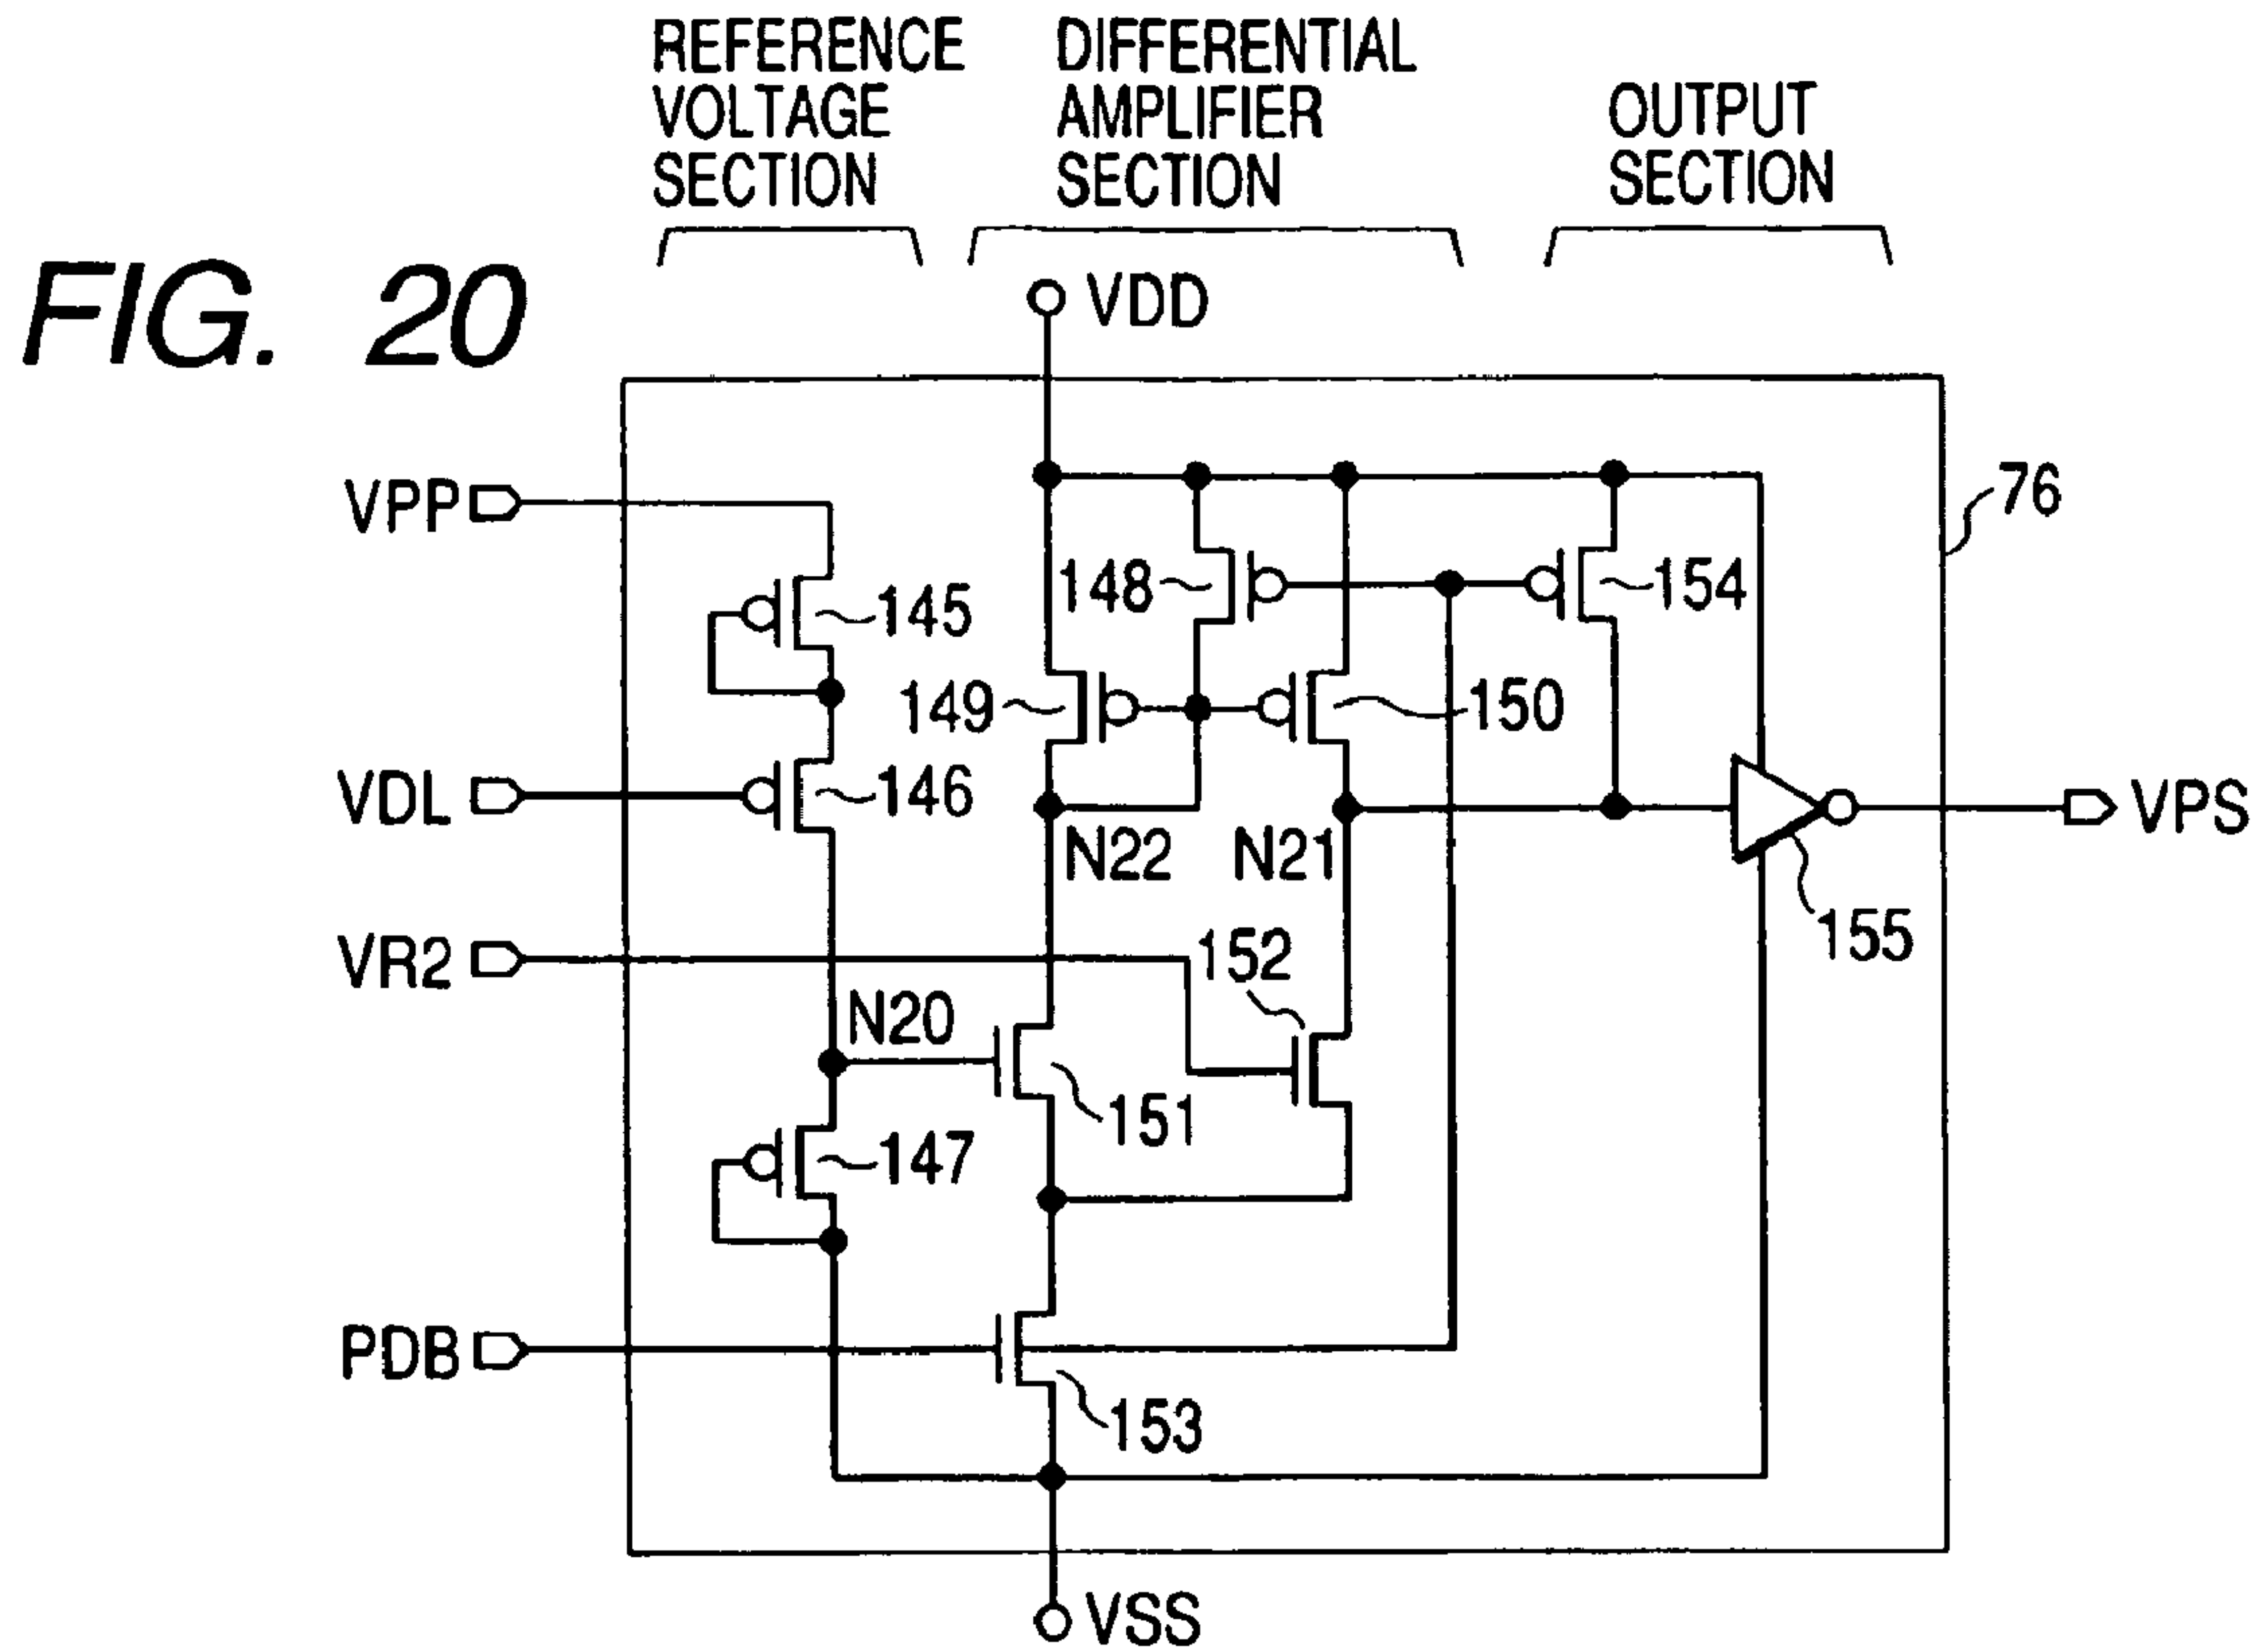 REFERENCE
VOLTAGE
SECTION
DIFFERENTIAL
AMPLIFIER
SECTION
OUTPUT
SECTION
FIG. 20
VDD
76
VPP
145
148
154
149
150
VDL
146
VPS
N22
N21
155
VR2
152
N20
151
147
PDB
153
VSS